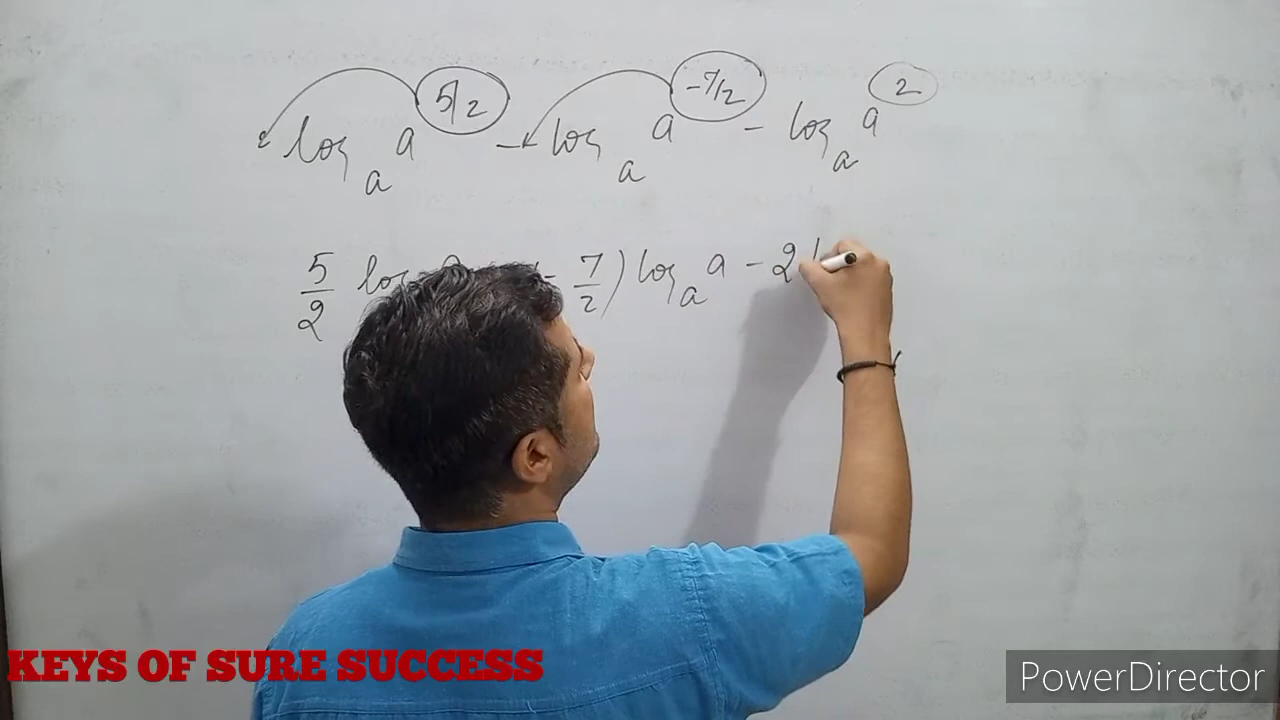 log_a a^{5/2} - log_a a^{-7/2} - log_a a^2
5/2 log - 7/2) log_a a - 2
KEYS OF SURE SUCCESS
PowerDirector